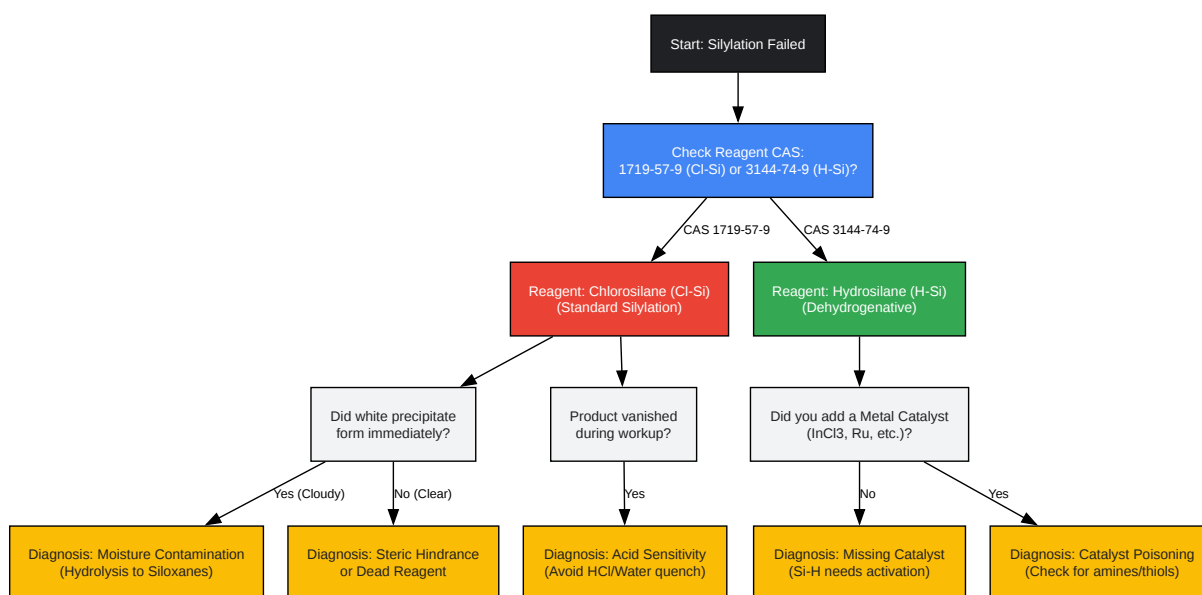 Start: Silylation Failed
Check Reagent CAS:
1719-57-9 (Cl-Si) or 3144-74-9 (H-Si)?
CAS 1719-57-9
CAS 3144-74-9
Reagent: Chlorosilane (Cl-Si)
(Standard Silylation)
Reagent: Hydrosilane (H-Si)
(Dehydrogenative)
Did white precipitate
form immediately?
Product vanished
during workup?
Did you add a Metal Catalyst
(InCl3, Ru, etc.)?
Yes (Cloudy)
No (Clear)
Yes
No
Yes
Diagnosis: Moisture Contamination
(Hydrolysis to Siloxanes)
Diagnosis: Steric Hindrance
or Dead Reagent
Diagnosis: Acid Sensitivity
(Avoid HCl/Water quench)
Diagnosis: Missing Catalyst
(Si-H needs activation)
Diagnosis: Catalyst Poisoning
(Check for amines/thiols)